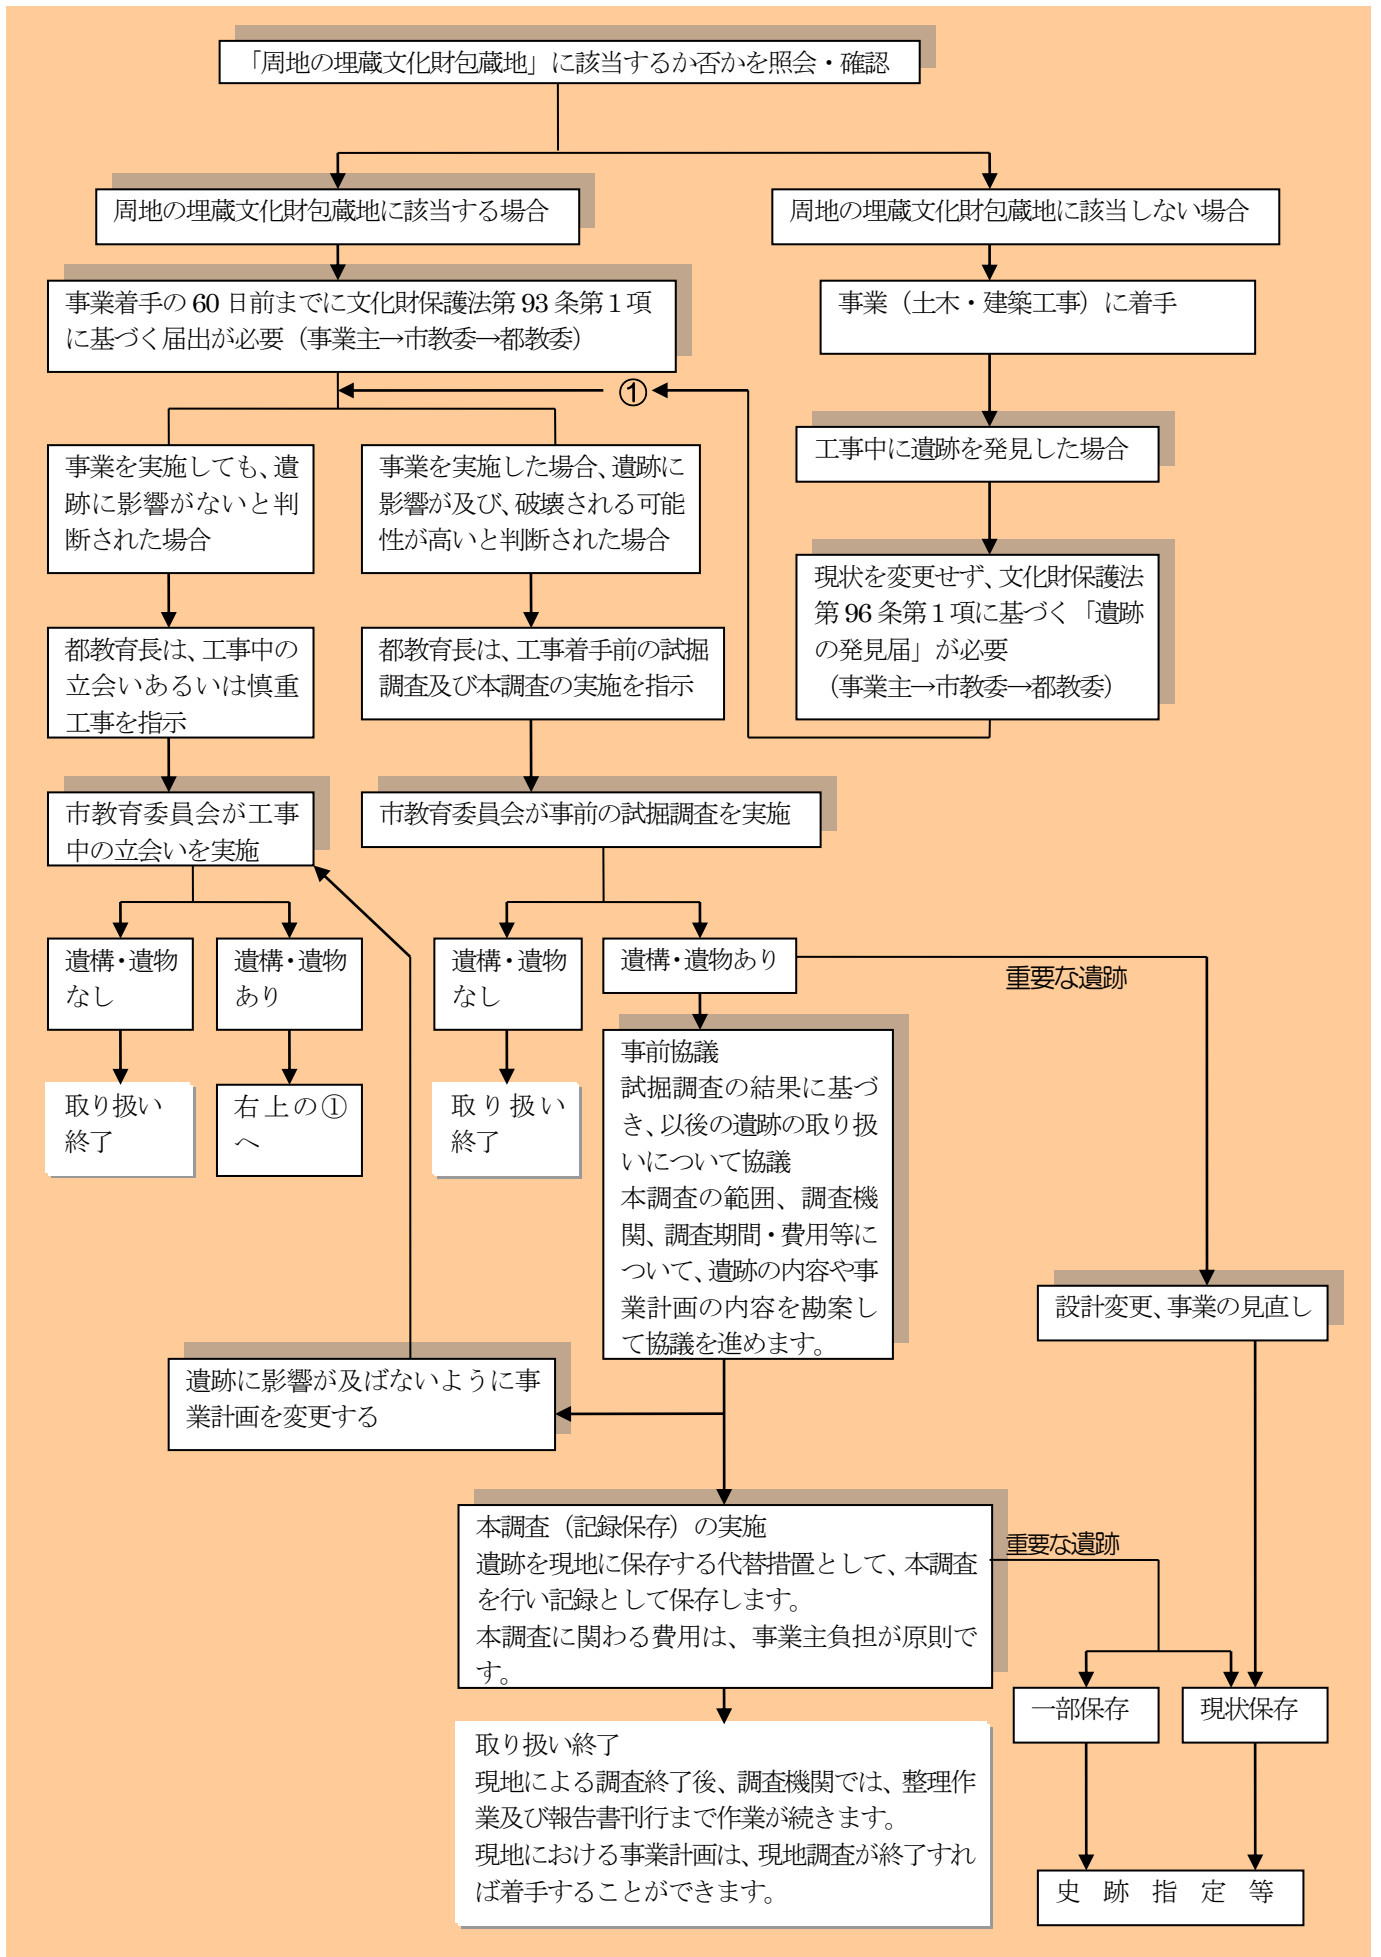 「周地の埋蔵文化財包蔵地」に該当するか否かを照会・確認
周地の埋蔵文化財包蔵地に該当する場合
周地の埋蔵文化財包蔵地に該当しない場合
事業着手の 60 日前までに文化財保護法第 93 条第１項
に基づく届出が必要（事業主→市教委→都教委）
事業（土木・建築工事）に着手
①
工事中に遺跡を発見した場合
事業を実施しても、遺
跡に影響がないと判
断された場合
事業を実施した場合、遺跡に
影響が及び、破壊される可能
性が高いと判断された場合
現状を変更せず、文化財保護法
第 96 条第１項に基づく「遺跡
の発見届」が必要
（事業主→市教委→都教委）
都教育長は、工事中の
立会いあるいは慎重
工事を指示
都教育長は、工事着手前の試掘
調査及び本調査の実施を指示
市教育委員会が工事
中の立会いを実施
市教育委員会が事前の試掘調査を実施
遺構・遺物
なし
遺構・遺物
あり
遺構・遺物
なし
遺構・遺物あり
重要な遺跡
取り扱い
終了
右上の①
へ
取り扱い
終了
事前協議
試掘調査の結果に基づ
き、以後の遺跡の取り扱
いについて協議
本調査の範囲、調査機
関、調査期間・費用等に
ついて、遺跡の内容や事
業計画の内容を勘案し
て協議を進めます。
設計変更、事業の見直し
遺跡に影響が及ばないように事
業計画を変更する
本調査（記録保存）の実施
遺跡を現地に保存する代替措置として、本調査
を行い記録として保存します。
本調査に関わる費用は、事業主負担が原則で
す。
重要な遺跡
一部保存
現状保存
取り扱い終了
現地による調査終了後、調査機関では、整理作
業及び報告書刊行まで作業が続きます。
現地における事業計画は、現地調査が終了すれ
ば着手することができます。
史　跡　指　定　等